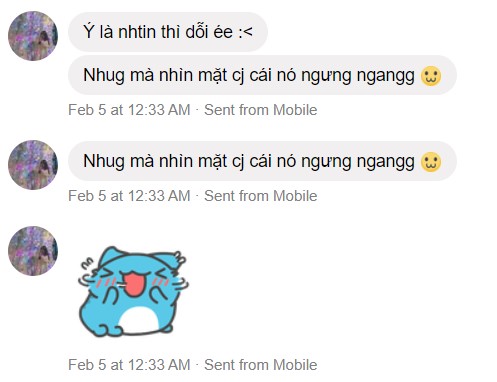 Ý là nhtin thì dỗi ée :<
Nhug mà nhìn mặt cj cái nó ngưng ngangg
Feb 5 at 12:33 AM · Sent from Mobile
Nhug mà nhìn mặt cj cái nó ngưng ngangg
Feb 5 at 12:33 AM · Sent from Mobile
Feb 5 at 12:33 AM · Sent from Mobile